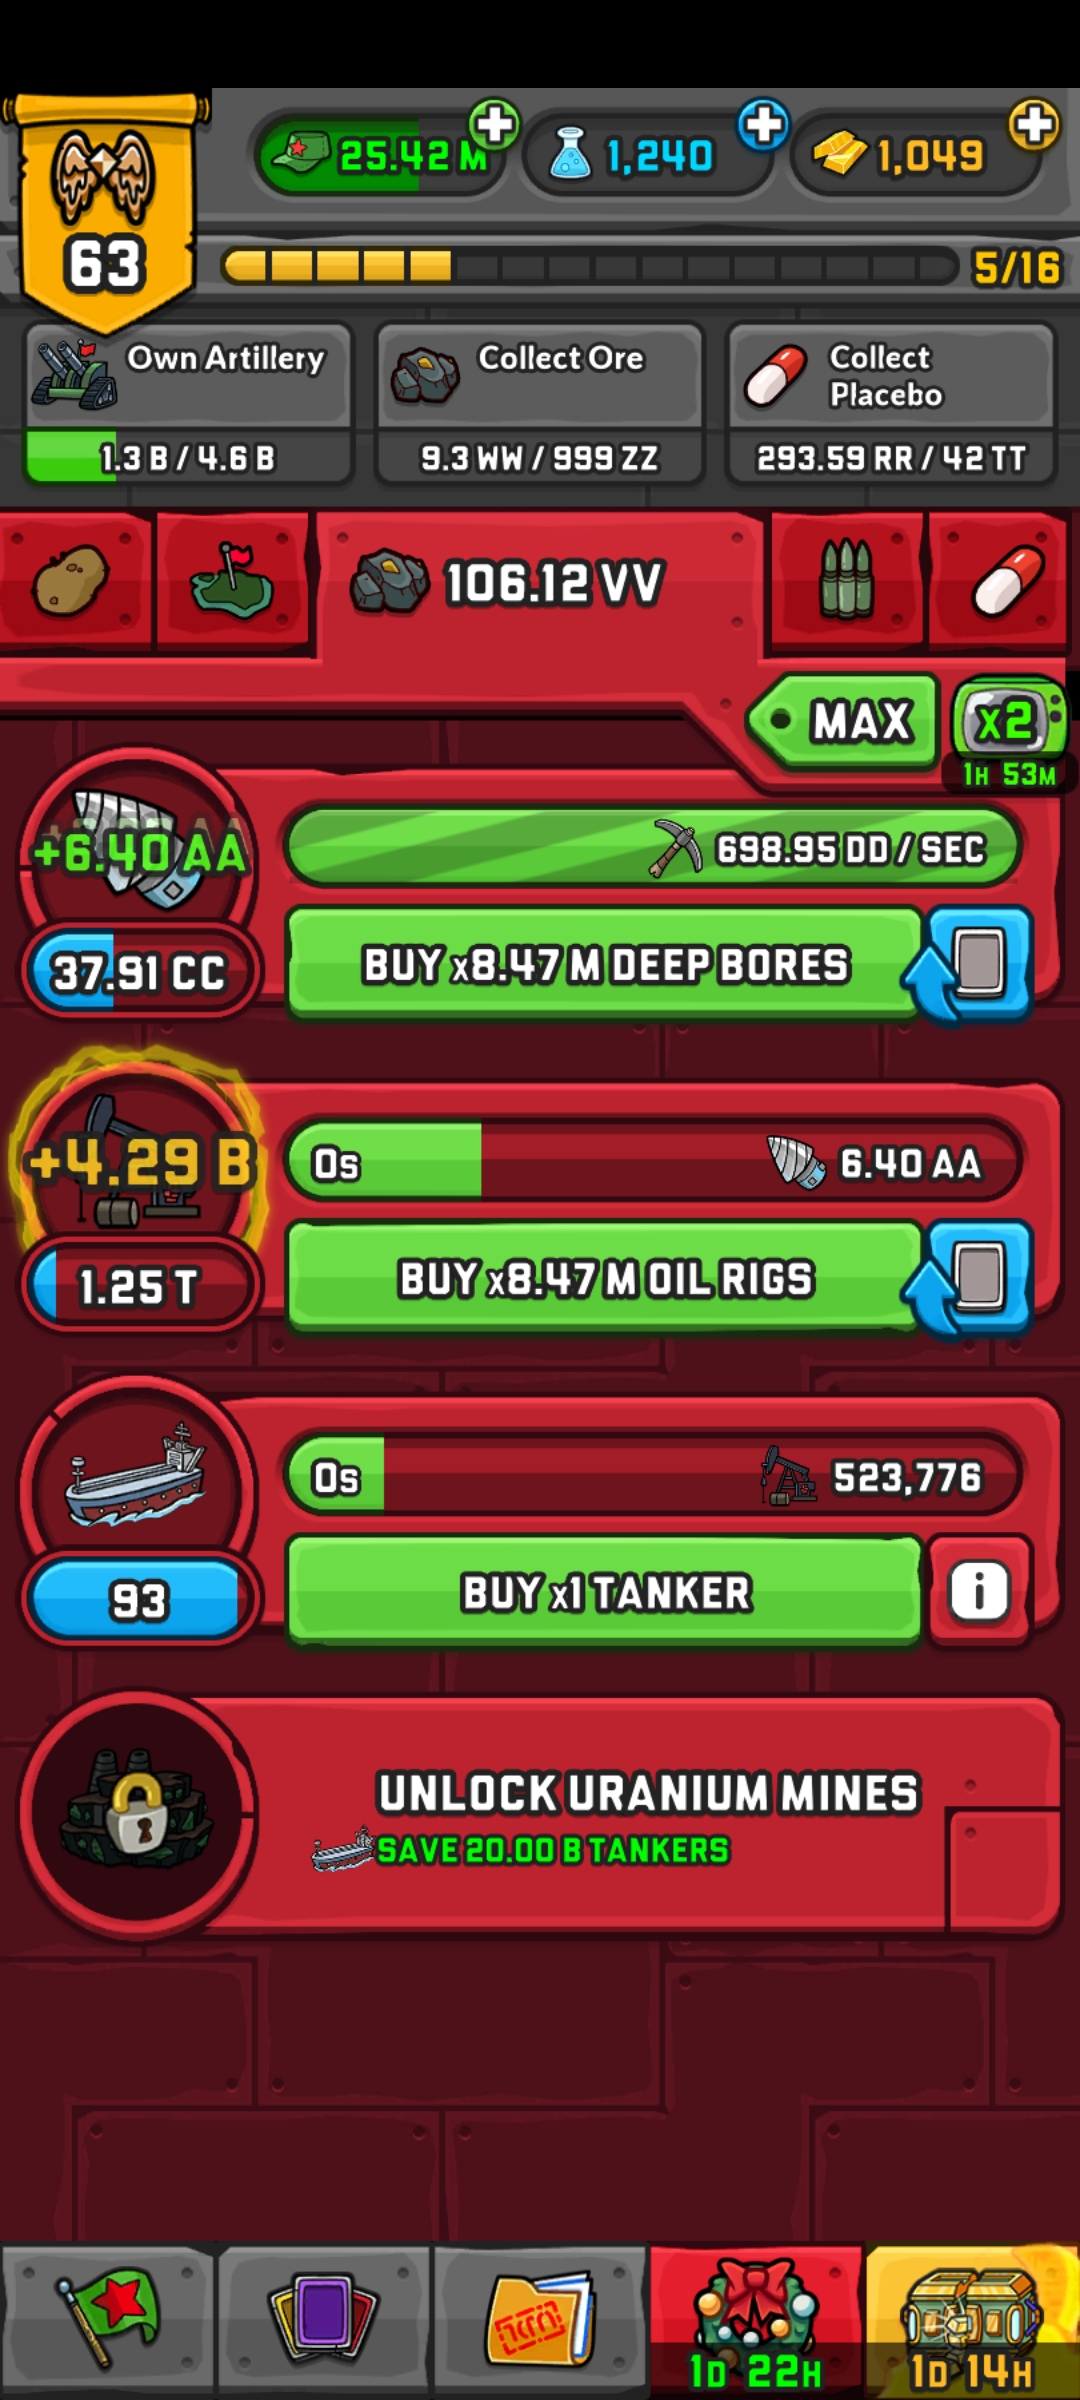 25.42 M
1,240
1,049
63
5/16
Own Artillery
1.3 B / 4.6 B
Collect Ore
9.3 WW / 999 ZZ
Collect
Placebo
293.59 RR / 42 TT
106.12 VV
MAX
x2
1H 53M
+6.40 AA
698.95 DD / SEC
37.91 CC
BUY x8.47 M DEEP BORES
+4.29 B
0s
6.40 AA
1.25 T
BUY x8.47 M OIL RIGS
0s
523,776
93
BUY x1 TANKER
i
UNLOCK URANIUM MINES
SAVE 20.00 B TANKERS
1D 22H
1D 14H